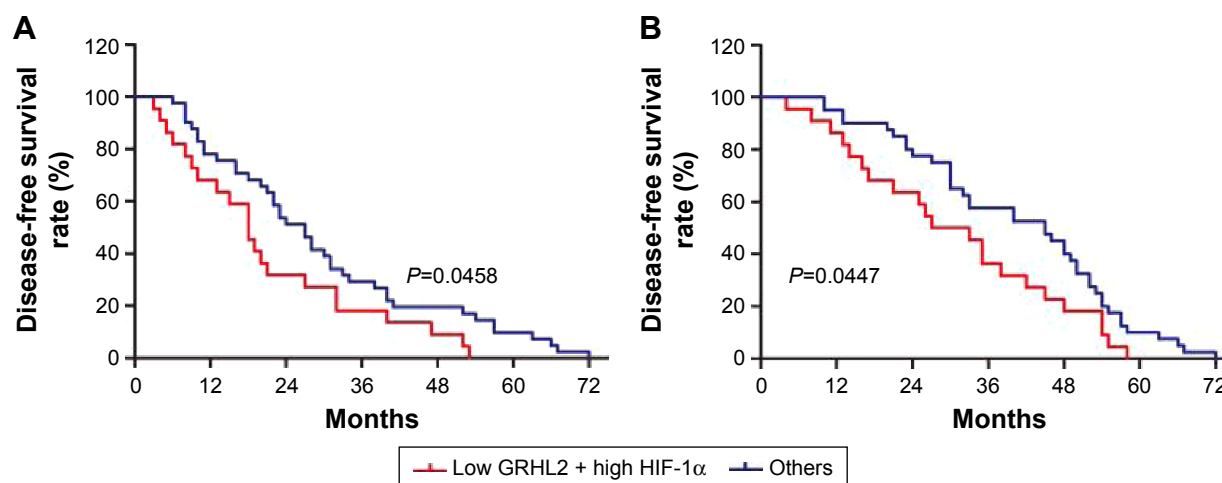 A
Disease-free survival
rate (%)
120
100
80
60
40
20
0
P=0.0458
0 12 24 36 48 60 72
Months
B
Disease-free survival
rate (%)
120
100
80
60
40
20
0
P=0.0447
0 12 24 36 48 60 72
Months
Low GRHL2 + high HIF-1α Others